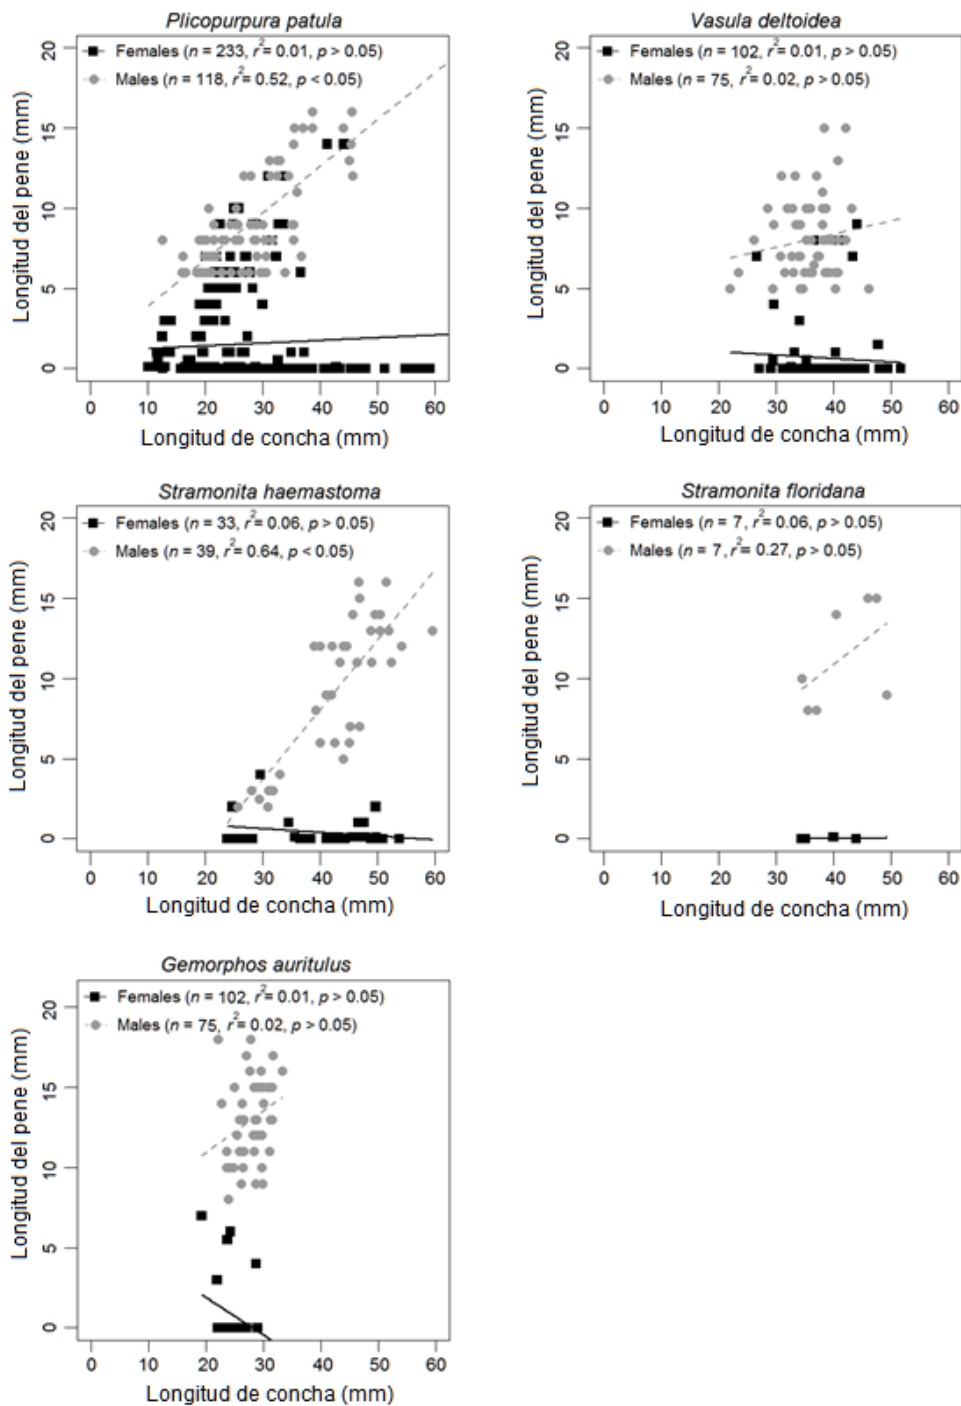 Plicopurpura patula
Females (n = 233, r²= 0.01, p > 0.05)
Males (n = 118, r²= 0.52, p < 0.05)
Longitud del pene (mm)
0 5 10 15 20
0 10 20 30 40 50 60
Longitud de concha (mm)
Vasula deltoidea
Females (n = 102, r²= 0.01, p > 0.05)
Males (n = 75, r²= 0.02, p > 0.05)
Longitud del pene (mm)
0 5 10 15 20
0 10 20 30 40 50 60
Longitud de concha (mm)
Stramonita haemastoma
Females (n = 33, r²= 0.06, p > 0.05)
Males (n = 39, r²= 0.64, p < 0.05)
Longitud del pene (mm)
0 5 10 15 20
0 10 20 30 40 50 60
Longitud de concha (mm)
Stramonita floridana
Females (n = 7, r²= 0.06, p > 0.05)
Males (n = 7, r²= 0.27, p > 0.05)
Longitud del pene (mm)
0 5 10 15 20
0 10 20 30 40 50 60
Longitud de concha (mm)
Gemorphos auritulus
Females (n = 102, r²= 0.01, p > 0.05)
Males (n = 75, r²= 0.02, p > 0.05)
Longitud del pene (mm)
0 5 10 15 20
0 10 20 30 40 50 60
Longitud de concha (mm)